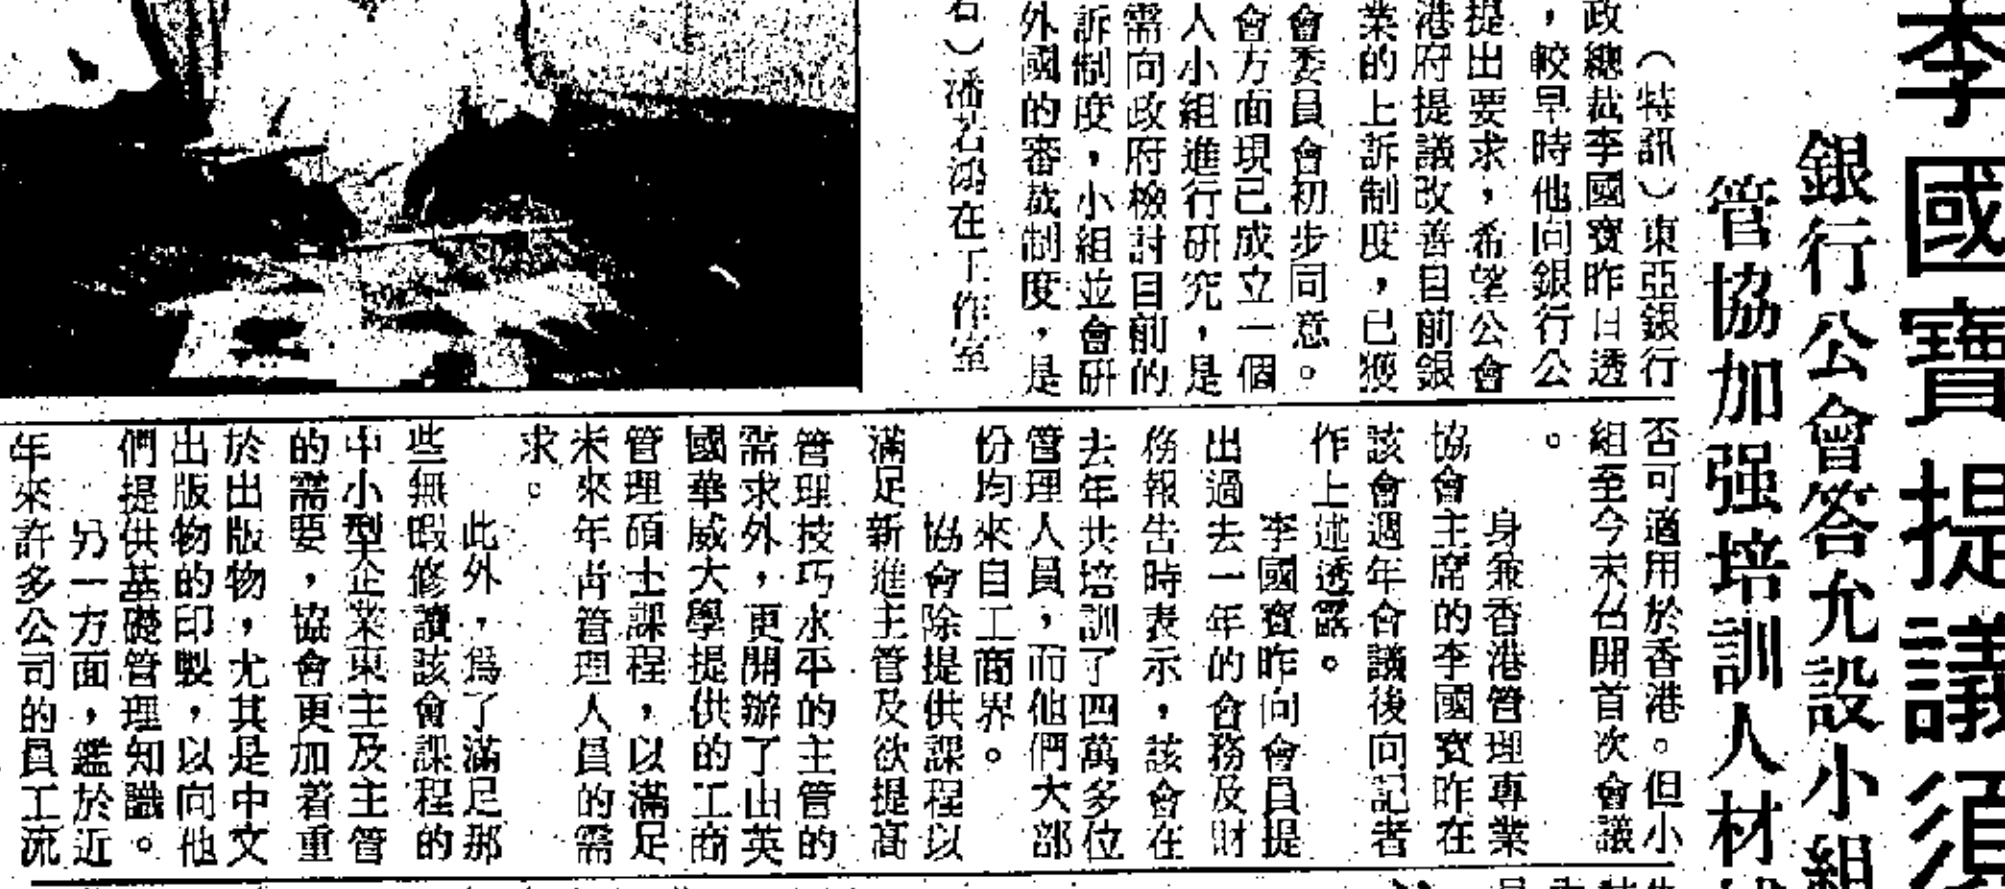 李國寶提議須
銀行公會答允設小組
管協加强培訓人材
（特訊）東亞銀行
政總裁李國寶昨日透
，較早時他向銀行公
提出要求，希望公會
港府提議改善目前銀
業的上訴制度，已獲
會委員會初步同意。
會方面現已成立一個
人小組進行研究，是
需向政府檢討目前的
訴制度，小組並會研
外國的審裁制度，是
否可適用於香港。但小
組至今未召開首次會議
。
身兼香港管理專業
協會主席的李國寶昨在
該會週年會議後向記者
作上述透露。
李國寶昨向會員提
出過去一年的會務及財
務報告時表示，該會在
去年共培訓了四萬多位
管理人員，而他們大部
份均來自工商界。
協會除提供課程以
滿足新進主管及欲提高
管理技巧水平的主管的
需求外，更開辦了由英
國華威大學提供的工商
管理碩士課程，以滿足
未來年青管理人員的需
求。
此外，爲了滿足那
些無暇修讀該會課程的
中小型企業東主及主管
的需要，協會更加着重
於出版物，尤其是中文
出版物的印製，以向他
們提供基礎管理知識。
另一方面，鑑於近
年來許多公司的員工流
右）潘若鴻在工作室